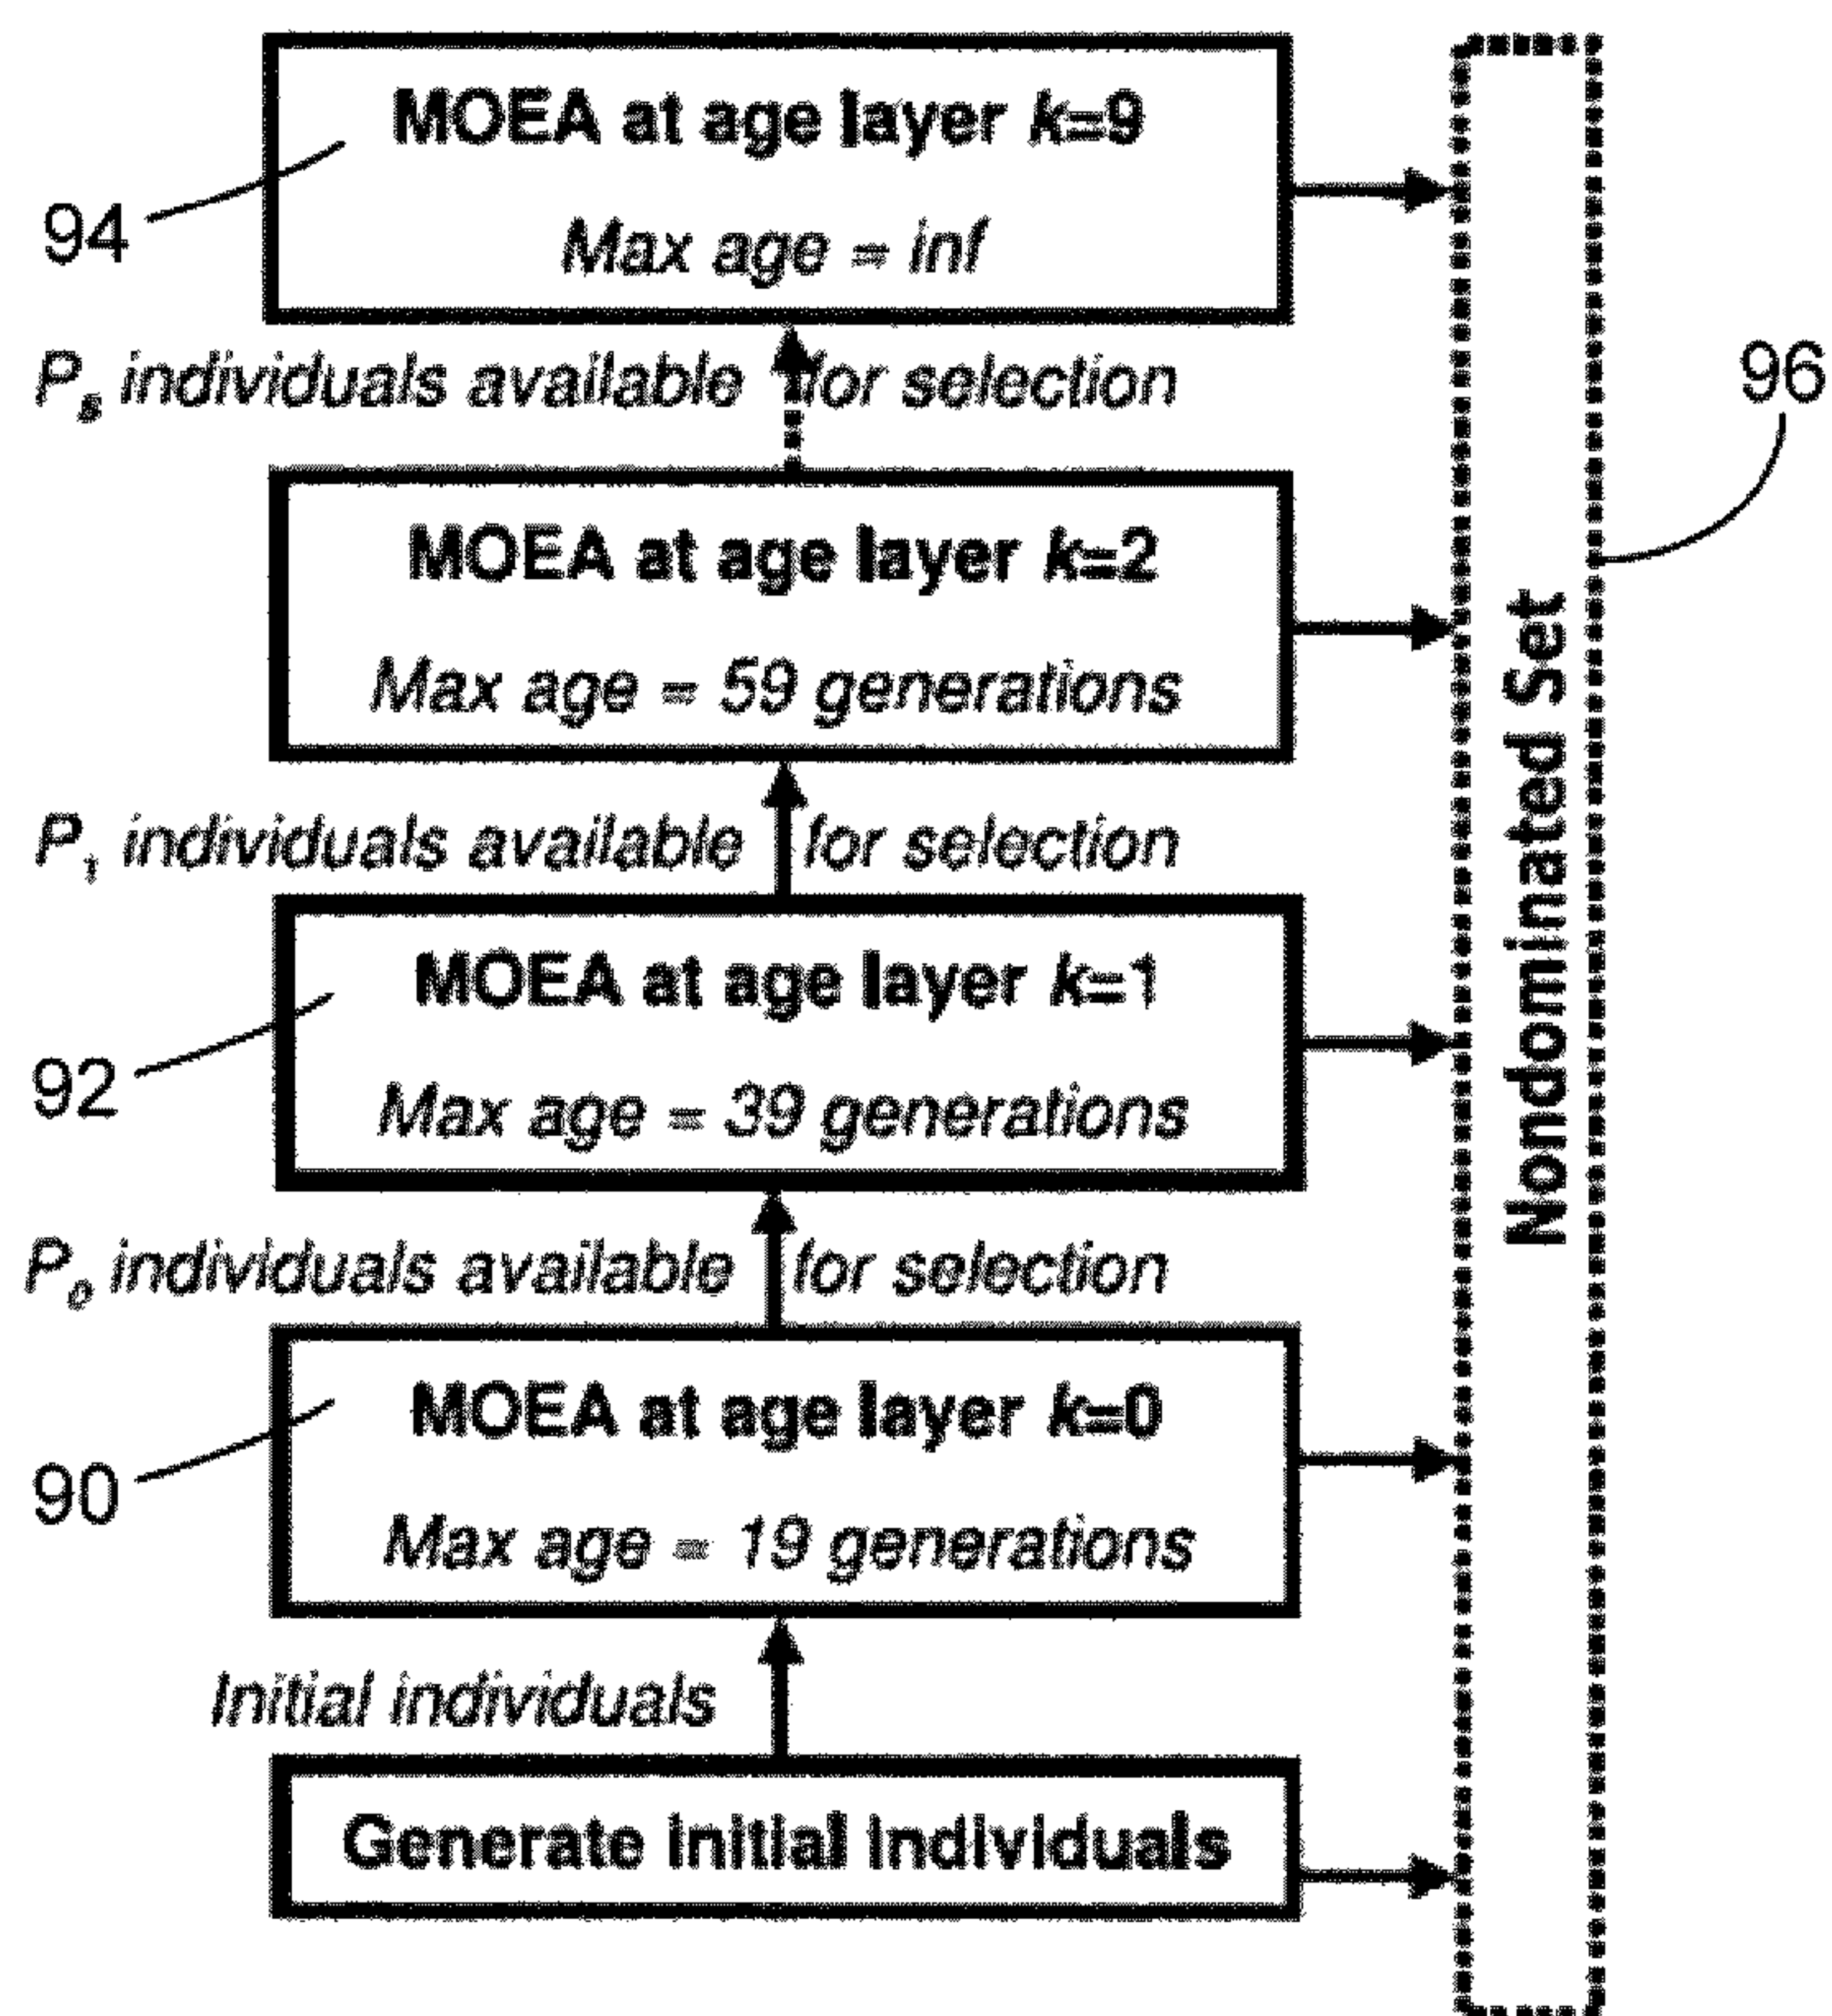 MOEA at age layer k=9
Max age = inf
94
P individuals available for selection
96
MOEA at age layer k=2
Max age = 59 generations
P₁ individuals available for selection
MOEA at age layer k=1
Max age = 39 generations
92
P₀ individuals available for selection
MOEA at age layer k=0
Max age = 19 generations
90
Initial individuals
Generate initial individuals
Nondominated Set